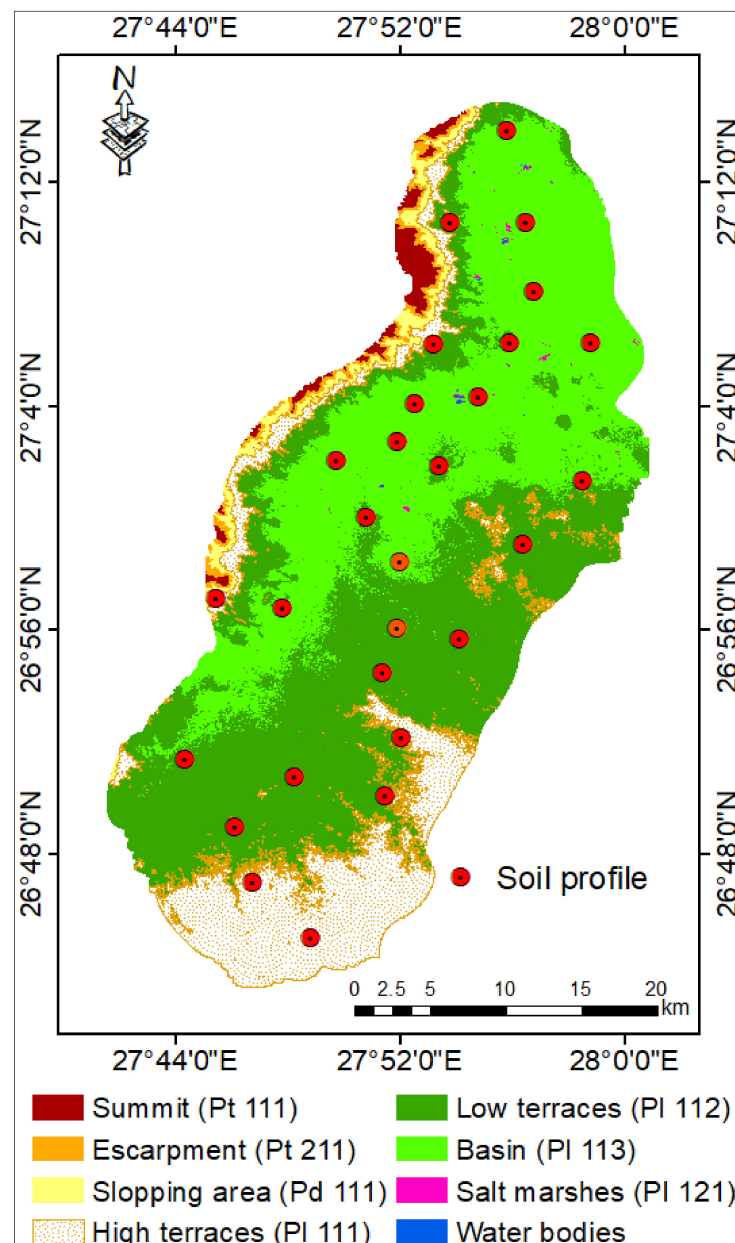 27°44'0"E 27°52'0"E 28°0'0"E
N
27°12'0"N 27°12'0"N
27°4'0"N 27°4'0"N
26°56'0"N 26°56'0"N
26°48'0"N 26°48'0"N
Soil profile
0 2.5 5 10 15 20
km
27°44'0"E 27°52'0"E 28°0'0"E
Summit (Pt 111) Low terraces (Pl 112)
Escarpment (Pt 211) Basin (Pl 113)
Slopping area (Pd 111) Salt marshes (Pl 121)
High terraces (Pl 111) Water bodies